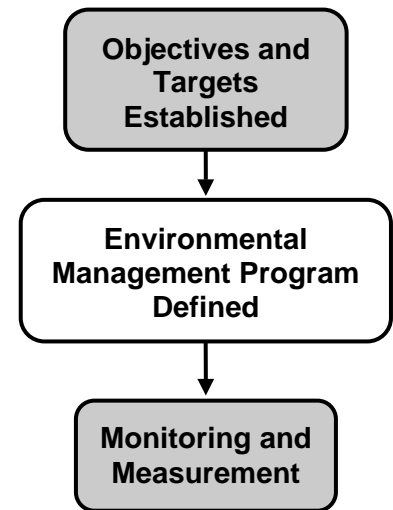 Objectives and
Targets
Established
Environmental
Management Program
Defined
Monitoring and
Measurement